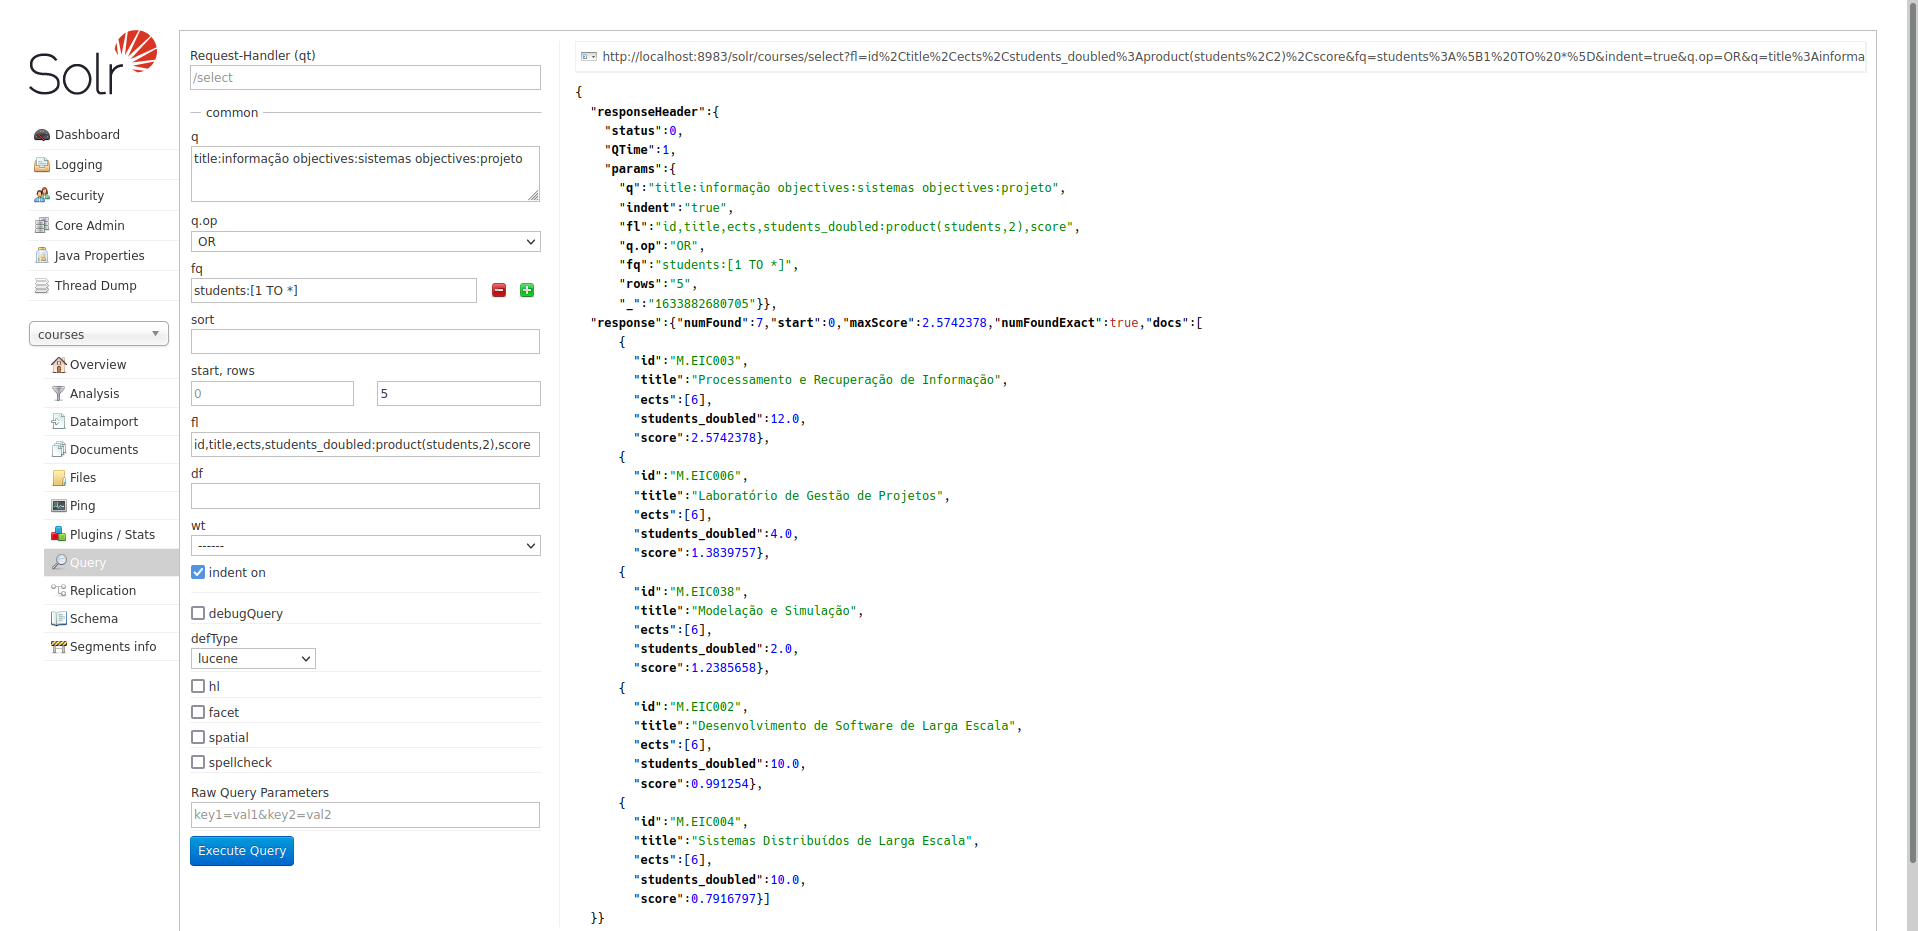 Solr
Dashboard
Logging
Security
Core Admin
Java Properties
Thread Dump
courses
Overview
Analysis
Dataimport
Documents
Files
Ping
Plugins / Stats
Query
Replication
Schema
Segments info
Request-Handler (qt)
/select
common
q
title:informação objectives:sistemas objectives:projeto
q.op
OR
fq
students:[1 TO *]
sort
start, rows
0 5
fl
id,title,ects,students_doubled:product(students,2),score
df
wt
------
indent on
debugQuery
defType
lucene
hl
facet
spatial
spellcheck
Raw Query Parameters
key1=val1&key2=val2
Execute Query
http://localhost:8983/solr/courses/select?fl=id%2Ctitle%2Cects%2Cstudents_doubled%3Aproduct(students%2C2)%2Cscore&fq=students%3A%5B1%20TO%20*%5D&indent=true&q.op=OR&q=title%3Ainforma
{
"responseHeader":{
"status":0,
"QTime":1,
"params":{
"q":"title:informação objectives:sistemas objectives:projeto",
"indent":"true",
"fl":"id,title,ects,students_doubled:product(students,2),score",
"q.op":"OR",
"fq":"students:[1 TO *]",
"rows":"5",
"_":"1633882680705"}},
"response":{"numFound":7,"start":0,"maxScore":2.5742378,"numFoundExact":true,"docs":[
{
"id":"M.EIC003",
"title":"Processamento e Recuperação de Informação",
"ects":[6],
"students_doubled":12.0,
"score":2.5742378},
{
"id":"M.EIC006",
"title":"Laboratório de Gestão de Projetos",
"ects":[6],
"students_doubled":4.0,
"score":1.3839757},
{
"id":"M.EIC038",
"title":"Modelação e Simulação",
"ects":[6],
"students_doubled":2.0,
"score":1.2385658},
{
"id":"M.EIC002",
"title":"Desenvolvimento de Software de Larga Escala",
"ects":[6],
"students_doubled":10.0,
"score":0.991254},
{
"id":"M.EIC004",
"title":"Sistemas Distribuídos de Larga Escala",
"ects":[6],
"students_doubled":10.0,
"score":0.7916797}]
}}